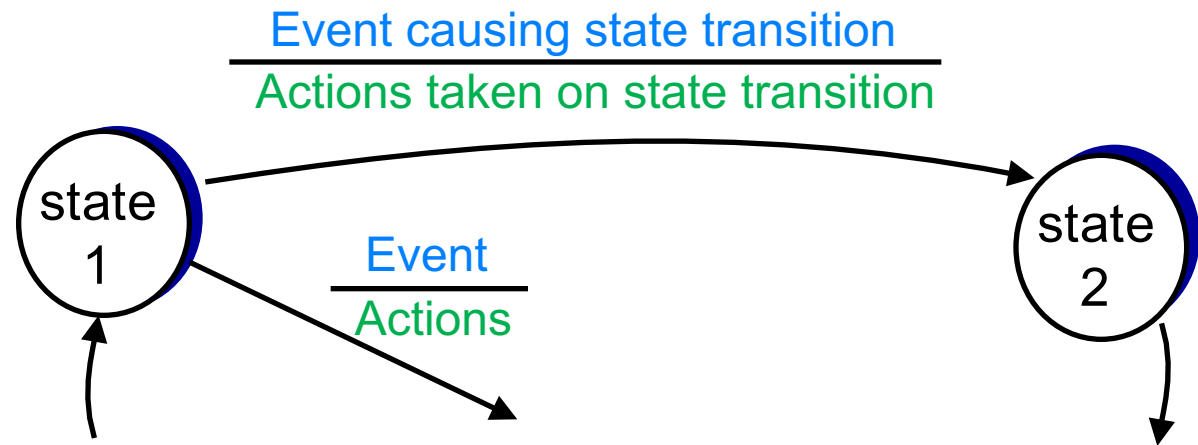 Event causing state transition
Actions taken on state transition
state
1
state
2
Event
Actions